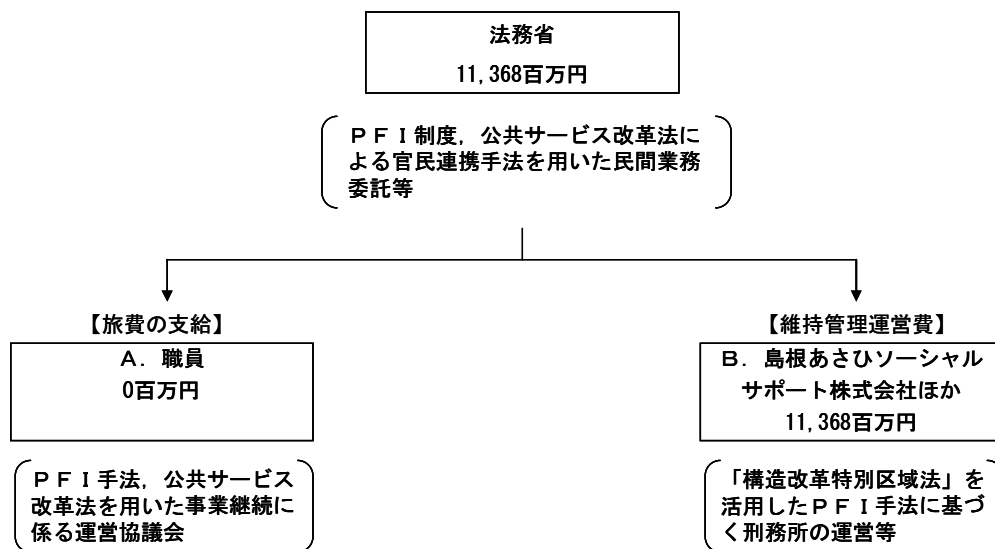 法務省
11,368百万円
ＰＦＩ制度，公共サービス改革法に
よる官民連携手法を用いた民間業務
委託等
【旅費の支給】
Ａ．職員
0百万円
ＰＦＩ手法，公共サービス
改革法を用いた事業継続に
係る運営協議会
【維持管理運営費】
Ｂ．島根あさひソーシャル
サポート株式会社ほか
11,368百万円
「構造改革特別区域法」を
活用したＰＦＩ手法に基づ
く刑務所の運営等